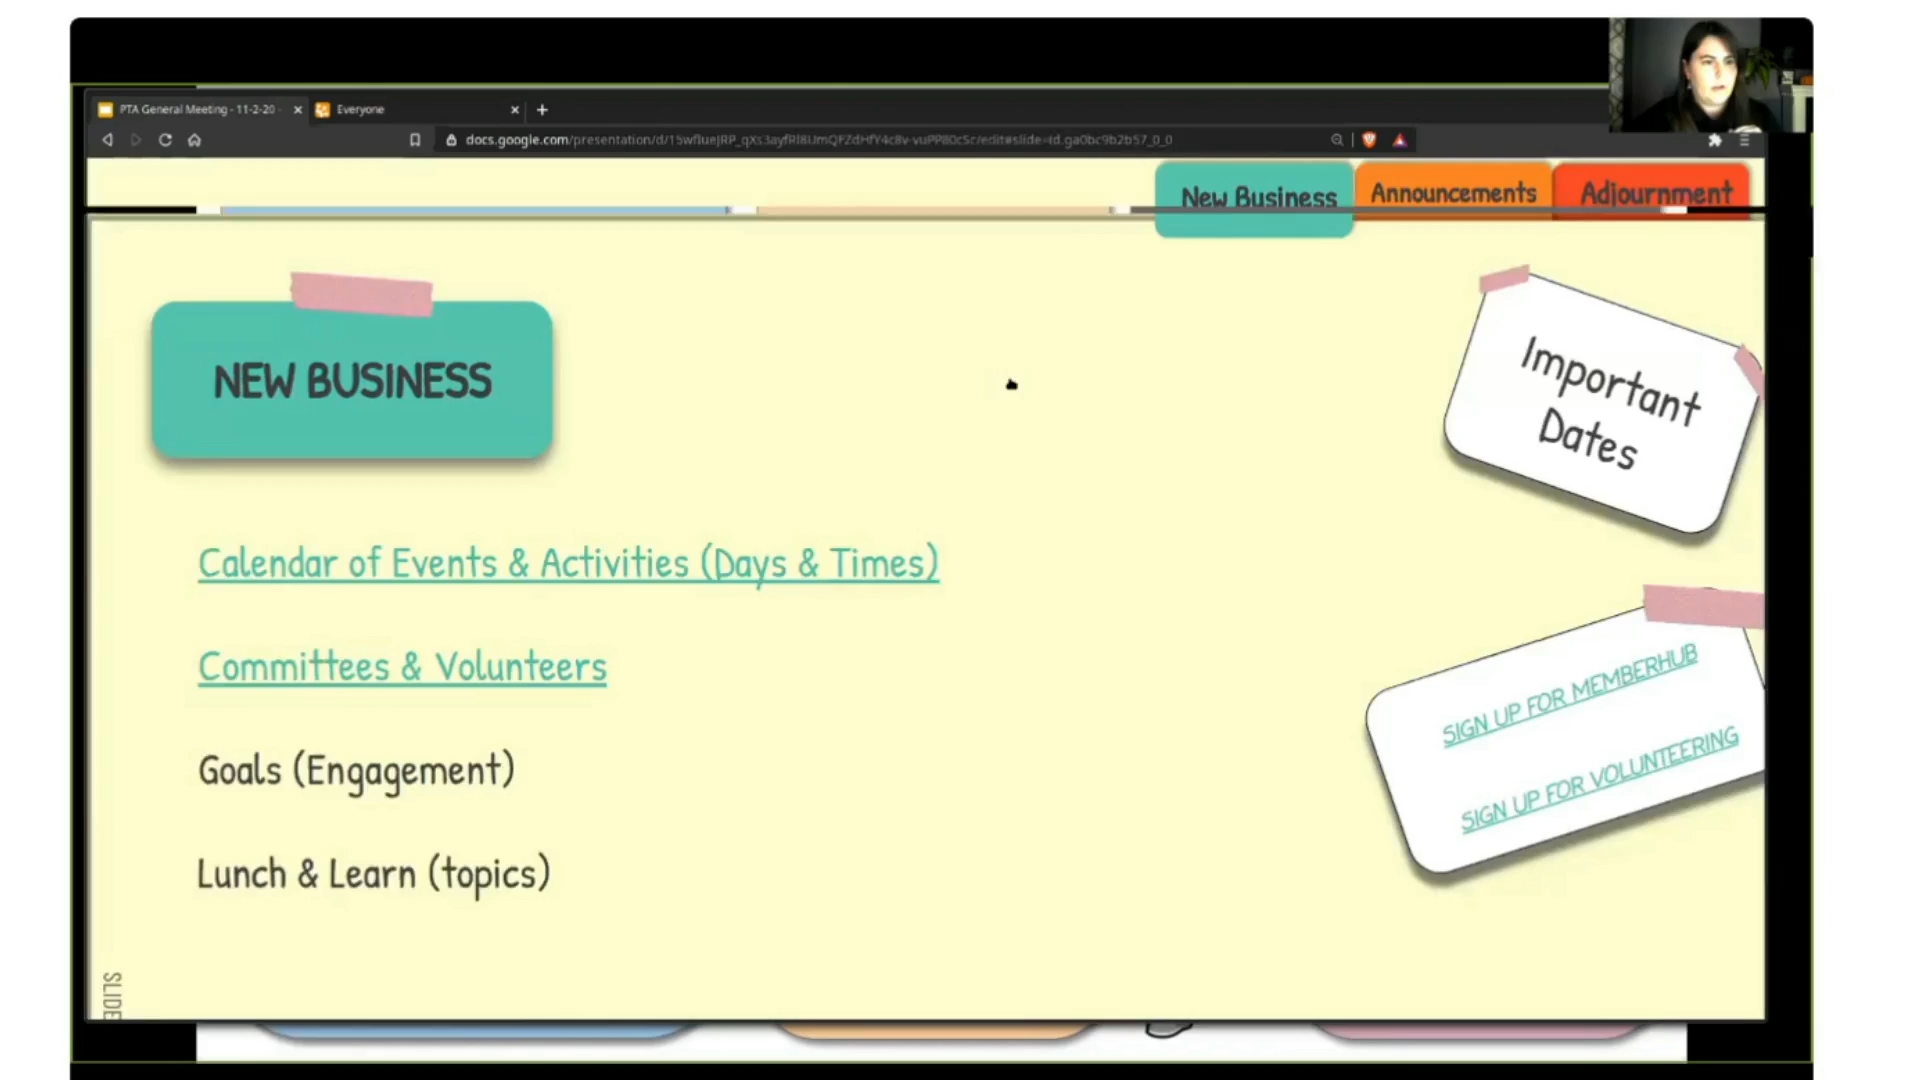 PTA General Meeting - 11-2-20 -
Everyone
New Business
Announcements
Adjournment
NEW BUSINESS
Important
Dates
Calendar of Events & Activities (Days & Times)
Committees & Volunteers
Goals (Engagement)
Lunch & Learn (topics)
SIGN UP FOR MEMBERHUB
SIGN UP FOR VOLUNTEERING